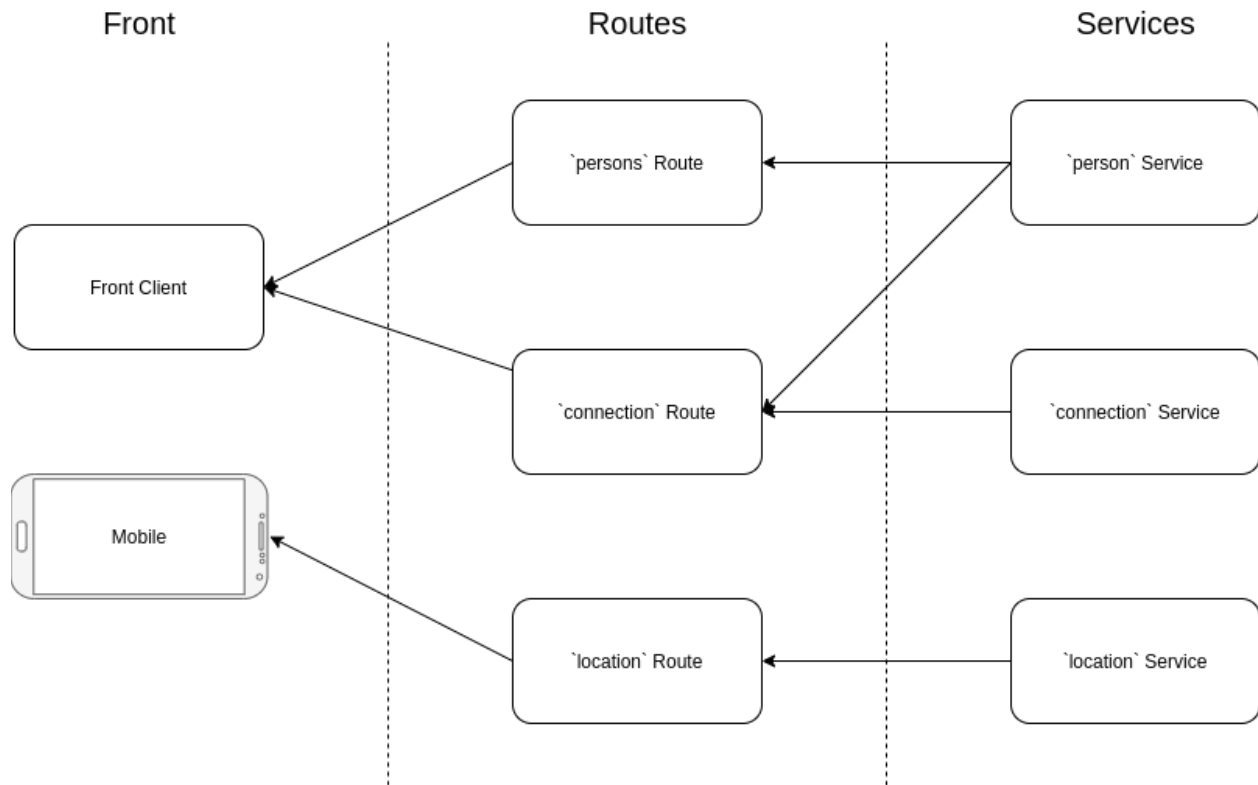 Front
Routes
Services
`persons` Route
`person` Service
Front Client
`connection` Route
`connection` Service
Mobile
`location` Route
`location` Service